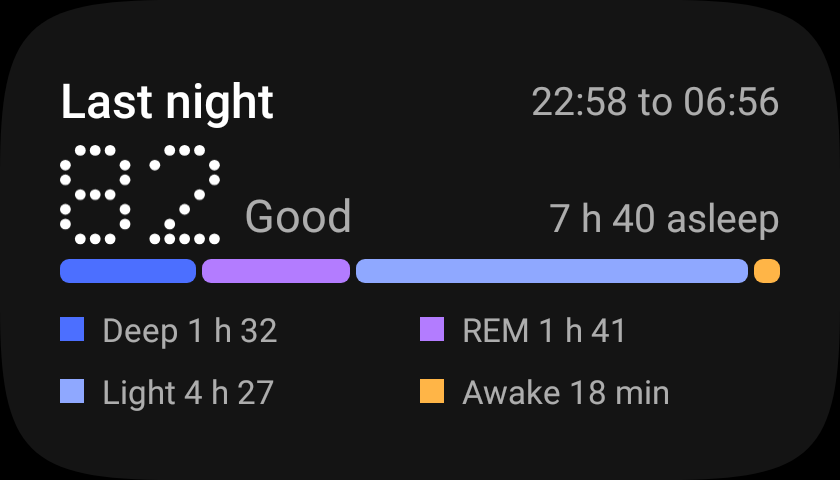 Last night 22:58 to 06:56
82 Good 7 h 40 asleep
Deep 1 h 32 REM 1 h 41
Light 4 h 27 Awake 18 min